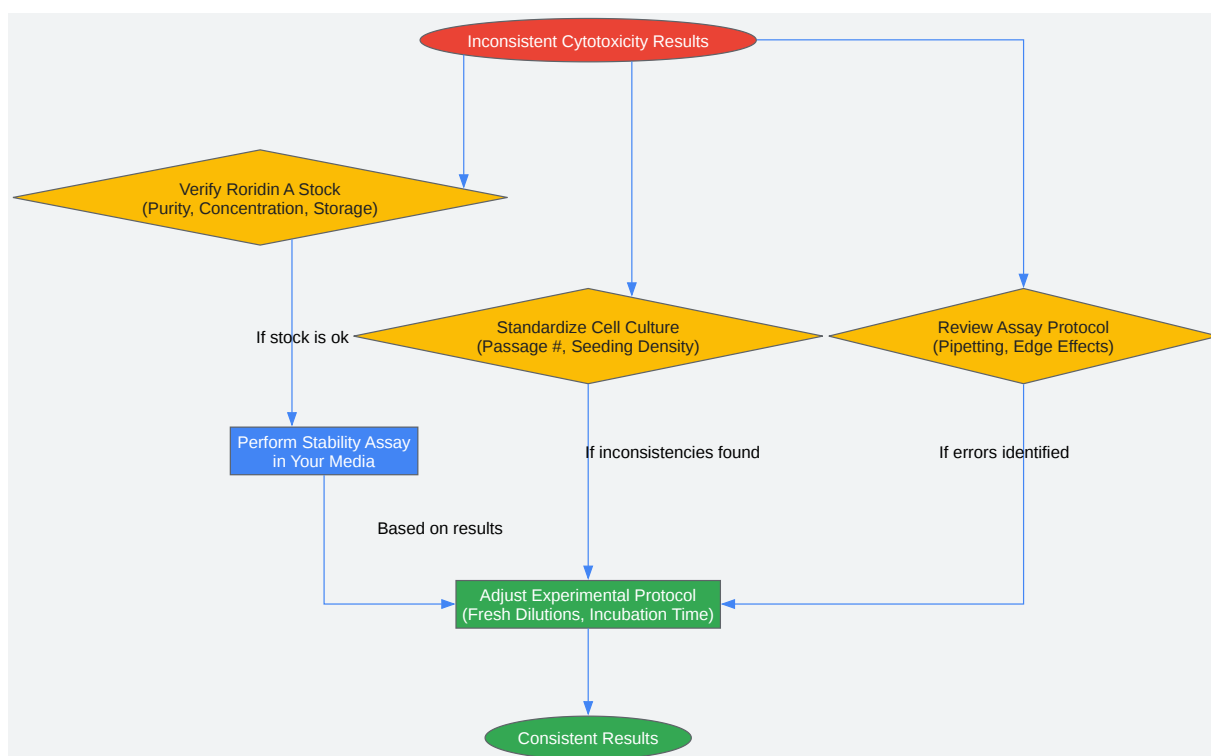 Inconsistent Cytotoxicity Results
Verify Roridin A Stock
(Purity, Concentration, Storage)
If stock is ok
Standardize Cell Culture
(Passage #, Seeding Density)
Review Assay Protocol
(Pipetting, Edge Effects)
Perform Stability Assay
in Your Media
If inconsistencies found
If errors identified
Based on results
Adjust Experimental Protocol
(Fresh Dilutions, Incubation Time)
Consistent Results